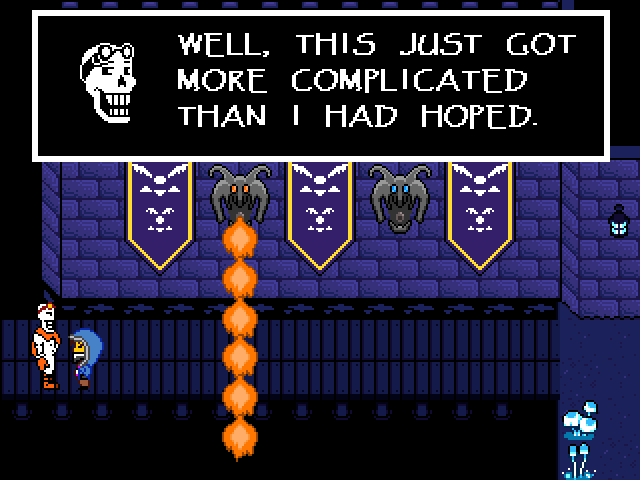 WELL, THIS JUST GOT
MORE COMPLICATED
THAN I HAD HOPED.